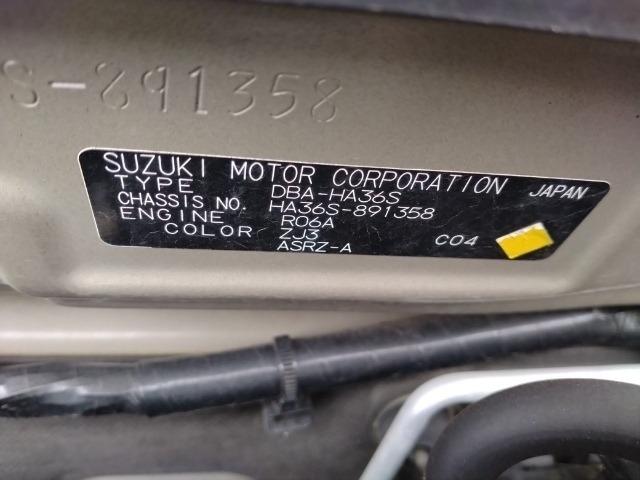 S-891358
SUZUKI MOTOR CORPORATION JAPAN
TYPE DBA-HA36S
CHASSIS NO. HA36S-891358
ENGINE R06A
COLOR ZJ3
ASRZ-A C04